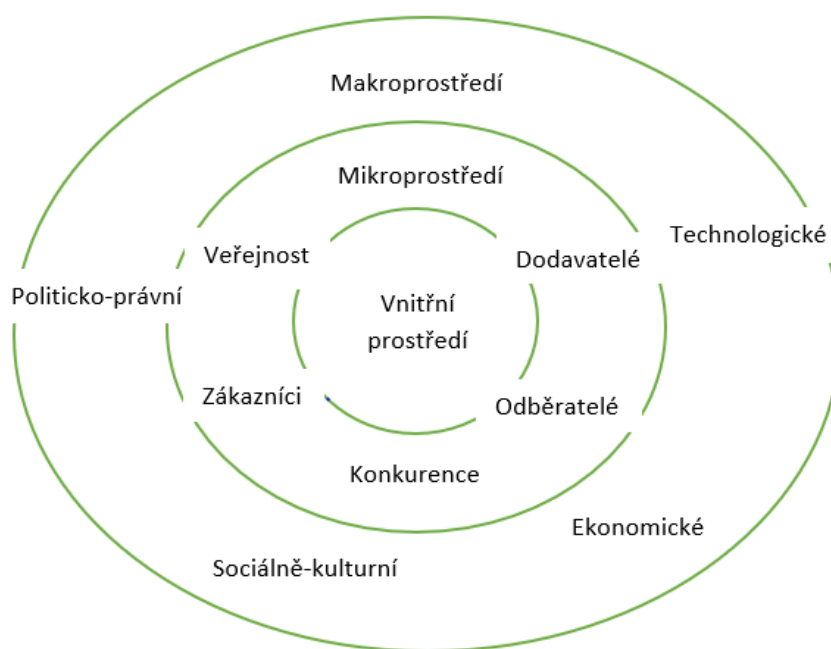 Makroprostředí
Mikroprostředí
Technologické
Veřejnost
Dodavatelé
Politicko-právní
Vnitřní
prostředí
Zákazníci
Odběratelé
Konkurence
Ekonomické
Sociálně-kulturní